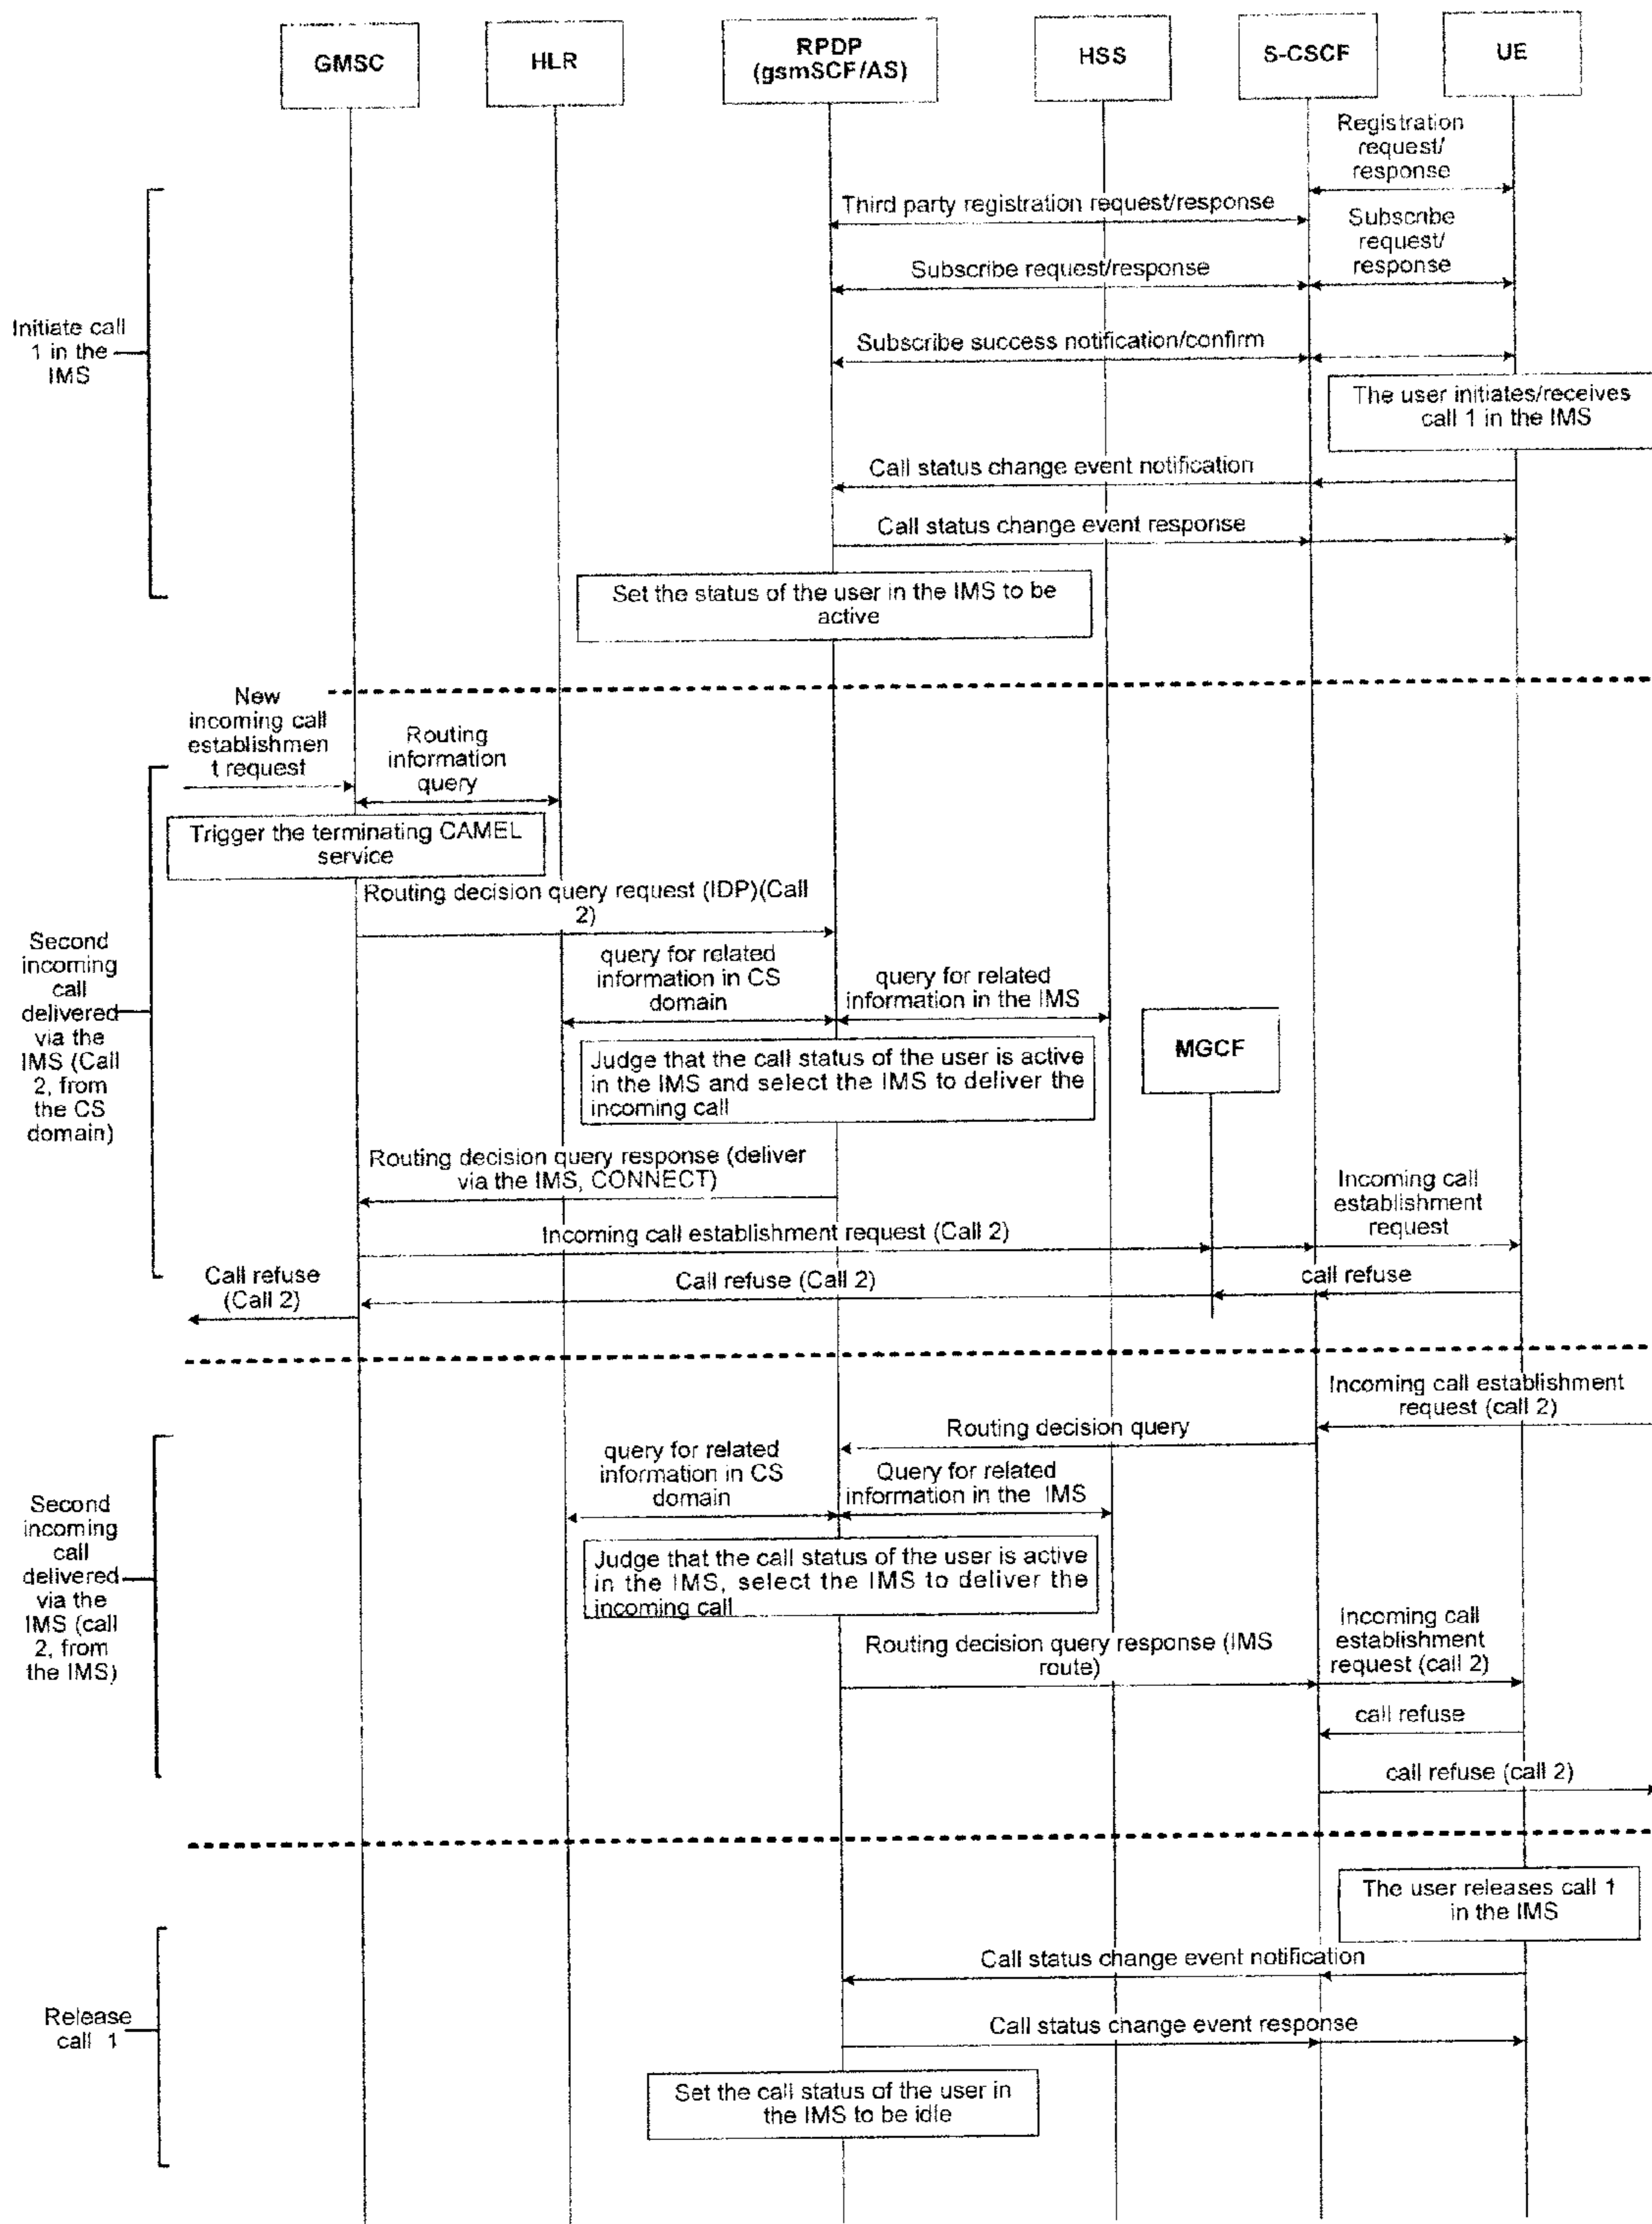 GMSC
HLR
RPDP
(gsmSCF/AS)
HSS
S-CSCF
UE
Registration
request/
response
Third party registration request/response
Subscribe
request/
response
Subscribe request/response
Initiate call
1 in the
IMS
Subscribe success notification/confirm
The user initiates/receives
call 1 in the IMS
Call status change event notification
Call status change event response
Set the status of the user in the IMS to be
active
New
incoming call
establishmen
t request
Routing
information
query
Trigger the terminating CAMEL
service
Routing decision query request (IDP)(Call
2)
Second
incoming
call
delivered
via the
IMS (Call
2, from
the CS
domain)
query for related
information in CS
domain
query for related
information in the IMS
MGCF
Judge that the call status of the user is active
in the IMS and select the IMS to deliver the
incoming call
Routing decision query response (deliver
via the IMS, CONNECT)
Incoming call
establishment
request
Incoming call establishment request (Call 2)
Call refuse
(Call 2)
Call refuse (Call 2)
call refuse
Incoming call establishment
request (call 2)
Routing decision query
query for related
information in CS
domain
Query for related
information in the IMS
Second
incoming
call
delivered
via the
IMS (call
2, from
the IMS)
Judge that the call status of the user is active
in the IMS, select the IMS to deliver the
incoming call
Routing decision query response (IMS
route)
Incoming call
establishment
request (call 2)
call refuse
call refuse (call 2)
The user releases call 1
in the IMS
Call status change event notification
Release
call 1
Call status change event response
Set the call status of the user in
the IMS to be idle